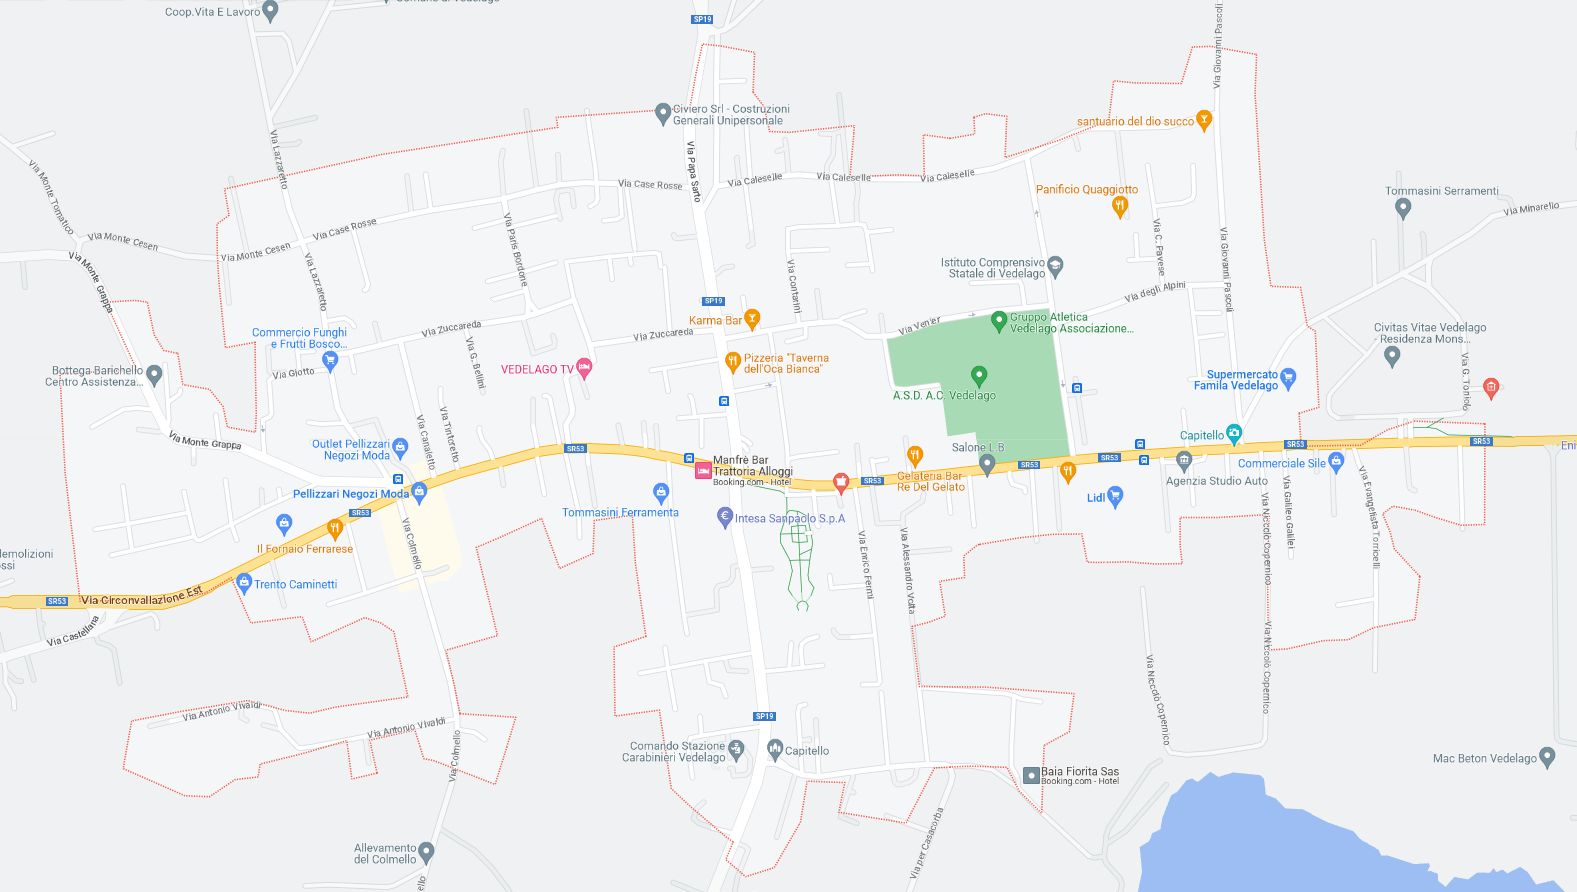 Coop.Vita E Lavoro
Comune di Vedelago
SP19
Via Giovanni Pascoli
Civiero Srl - Costruzioni
Generali Unipersonale
santuario del dio succo
Via Lazzaretto
Via Monte Tomatico
Via Papa Sarto
Via Case Rosse
Via Caleselle
Via Caleselle
Via Caleselle
Panificio Quaggiotto
Tommasini Serramenti
Via Minarello
Via Case Rosse
Via Monte Cesen
Via Monte Cesen
Via Paris Bordone
Via C. Pavese
Via Giovanni Pascoli
Via Monte Grappa
Via Lazzaretto
Via Contarini
Istituto Comprensivo
Statale di Vedelago
Via degli Alpini
SP19
Karma Bar
Via Venier
Gruppo Atletica
Vedelago Associazione...
Commercio Funghi
e Frutti Bosco...
Via Zuccareda
Via Zuccareda
Civitas Vitae Vedelago
- Residenza Mons...
Via G. Bellini
Pizzeria "Taverna
dell'Oca Bianca"
VEDELAGO TV
Bottega Barichello
Centro Assistenza...
Via Giotto
Supermercato
Famila Vedelago
Via G. Toniolo
A.S.D. A.C. Vedelago
Via Canaletto
Via Tintoretto
Via Monte Grappa
Outlet Pellizzari
Negozi Moda
SR53
Capitello
SR53
SR53
Salone L.B
Manfrè Bar
Trattoria Alloggi
Booking.com - Hotel
SR53
SR53
SR53
Gelateria Bar
Re Del Gelato
Commerciale Sile
Agenzia Studio Auto
Eni
Pellizzari Negozi Moda
Lidl
Tommasini Ferramenta
SR53
Intesa Sanpaolo S.p.A
Via Colmello
Il Fornaio Ferrarese
Via Enrico Fermi
Via Alessandro Volta
Via Niccolò Copernico
Via Galileo Galilei
Via Evangelista Torricelli
demolizioni
ssi
Trento Caminetti
SR53
Via Circonvallazione Est
Via Castellana
Via Niccolò Copernico
Via Niccolò Copernico
Via Antonio Vivaldi
Via Antonio Vivaldi
SP19
Via Colmello
Comando Stazione
Carabinieri Vedelago
Capitello
Baia Fiorita Sas
Booking.com - Hotel
Mac Beton Vedelago
Allevamento
del Colmello
Via per Casacorba
ello